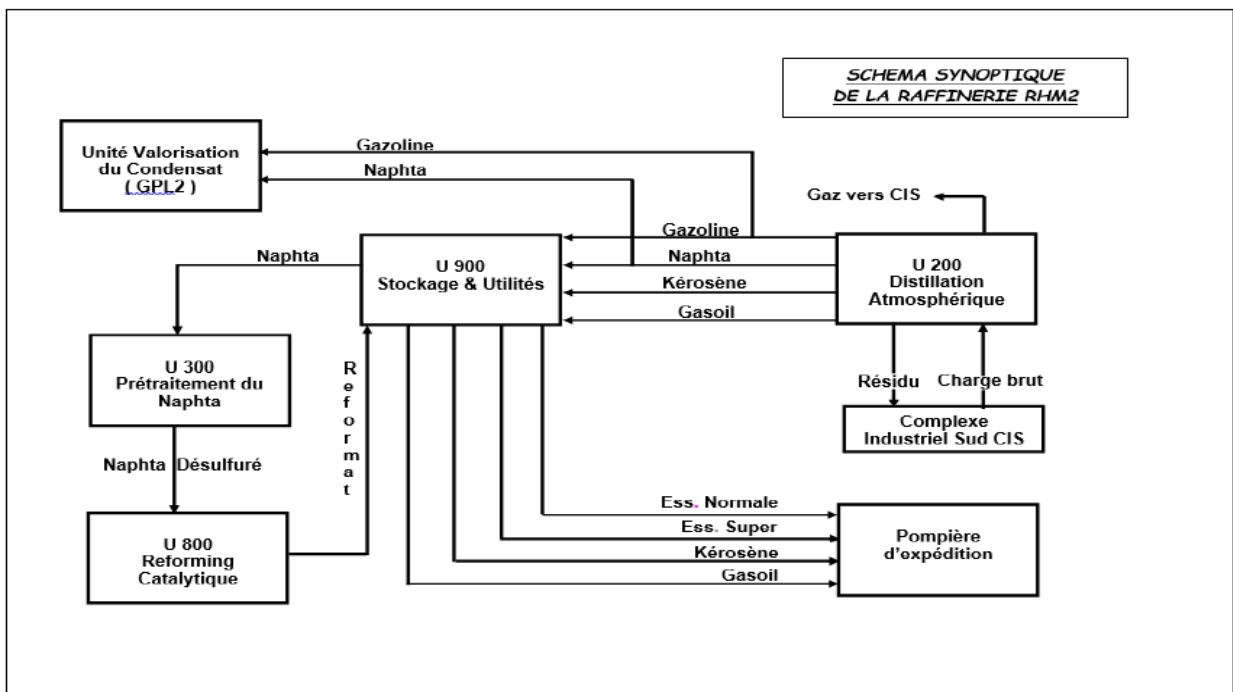 SCHEMA SYNOPTIQUE
DE LA RAFFINERIE RHM2
Unité Valorisation
du Condensat
( GPL2 )
Gazoline
Naphta
Gaz vers CIS
Gazoline
Naphta
Kérosène
Gasoil
U 900
Stockage & Utilités
U 200
Distillation
Atmosphérique
Naphta
U 300
Prétraitement du
Naphta
Reformat
Résidu
Charge brut
Complexe
Industriel Sud CIS
Naphta Désulfuré
U 800
Reforming
Catalytique
Ess. Normale
Ess. Super
Kérosène
Gasoil
Pompière
d'expédition